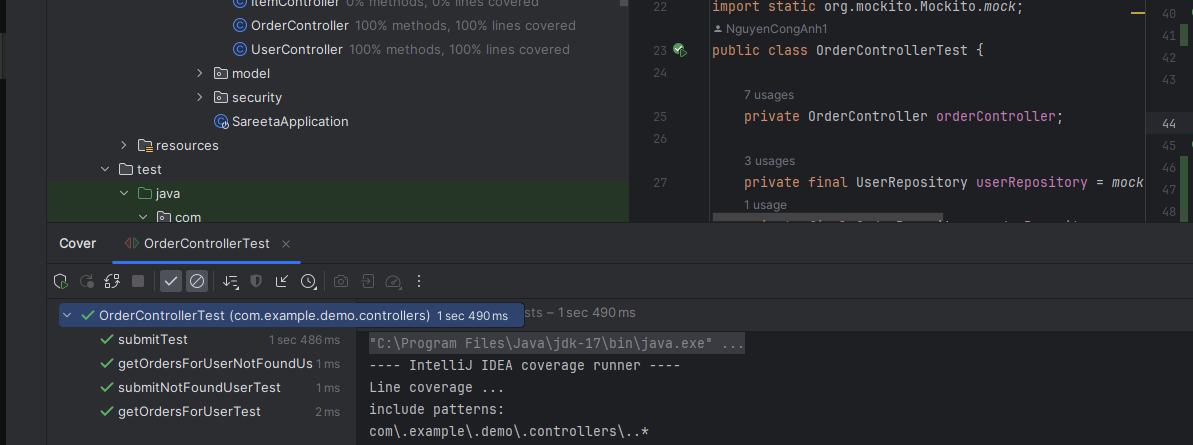 ItemController 0% methods, 0% lines covered
OrderController 100% methods, 100% lines covered
UserController 100% methods, 100% lines covered
model
security
SareetaApplication
resources
test
java
com
22 import static org.mockito.Mockito.mock;
NguyenCongAnh1
23 public class OrderControllerTest {
24
7 usages
25 private OrderController orderController;
26
3 usages
27 private final UserRepository userRepository = mock
1 usage
40
41
42
43
44
45
46
47
48
Cover OrderControllerTest
OrderControllerTest (com.example.demo.controllers) 1 sec 490 ms
submitTest 1 sec 486 ms
getOrdersForUserNotFoundUs 1 ms
submitNotFoundUserTest 1 ms
getOrdersForUserTest 2 ms
sts – 1 sec 490 ms
"C:\Program Files\Java\jdk-17\bin\java.exe" ...
---- IntelliJ IDEA coverage runner ----
Line coverage ...
include patterns:
com\.example\.demo\.controllers\..*